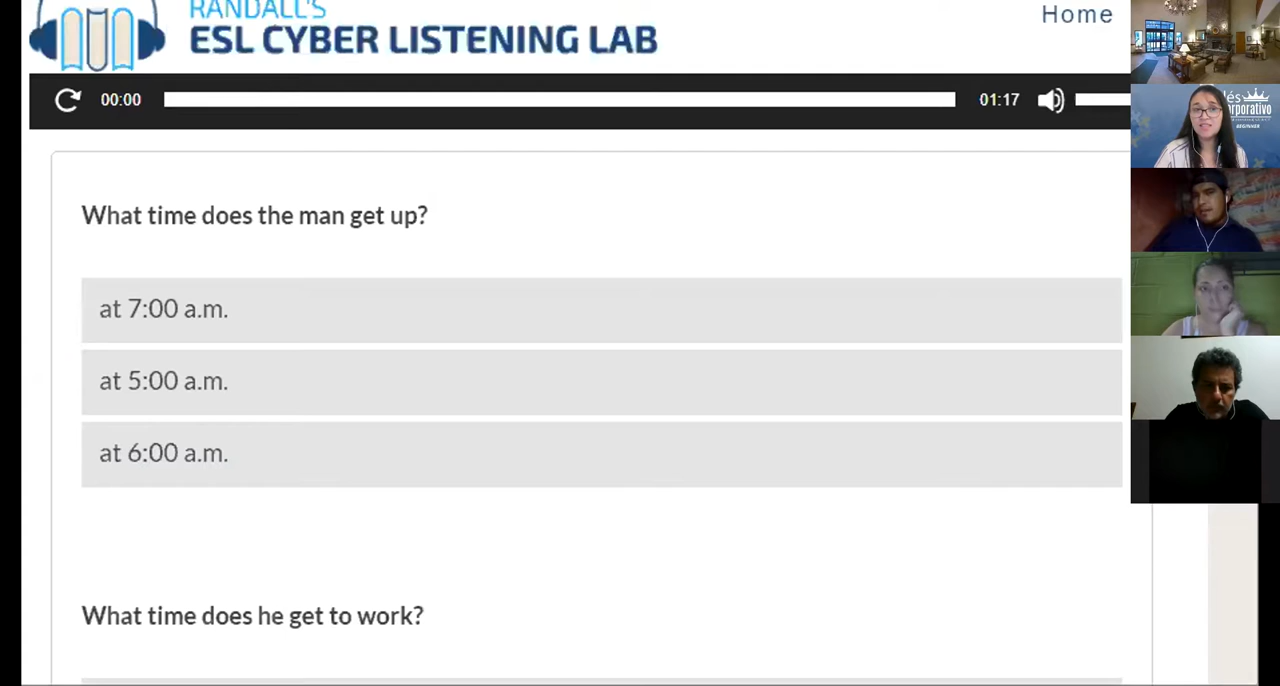 RANDALL'S
Home
ESL CYBER LISTENING LAB
00:00
01:17
What time does the man get up?
at 7:00 a.m.
at 5:00 a.m.
at 6:00 a.m.
What time does he get to work?
BEGINNER